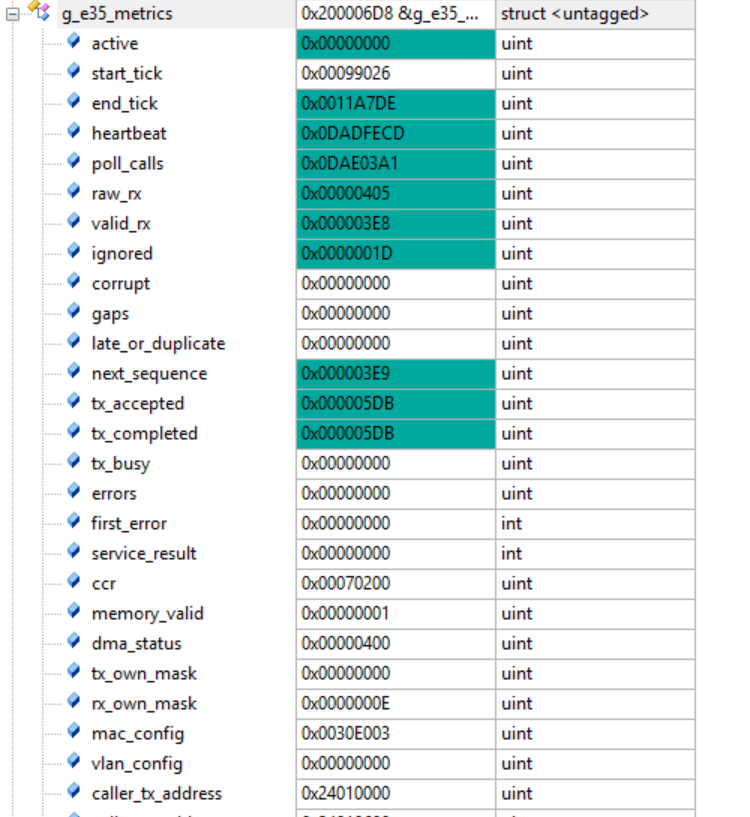 g_e35_metrics 0x200006D8 &g_e35_... struct <untagged>
active 0x00000000 uint
start_tick 0x00099026 uint
end_tick 0x0011A7DE uint
heartbeat 0x0DADFECD uint
poll_calls 0x0DAE03A1 uint
raw_rx 0x00000405 uint
valid_rx 0x000003E8 uint
ignored 0x0000001D uint
corrupt 0x00000000 uint
gaps 0x00000000 uint
late_or_duplicate 0x00000000 uint
next_sequence 0x000003E9 uint
tx_accepted 0x000005DB uint
tx_completed 0x000005DB uint
tx_busy 0x00000000 uint
errors 0x00000000 uint
first_error 0x00000000 int
service_result 0x00000000 int
ccr 0x00070200 uint
memory_valid 0x00000001 uint
dma_status 0x00000400 uint
tx_own_mask 0x00000000 uint
rx_own_mask 0x0000000E uint
mac_config 0x0030E003 uint
vlan_config 0x00000000 uint
caller_tx_address 0x24010000 uint